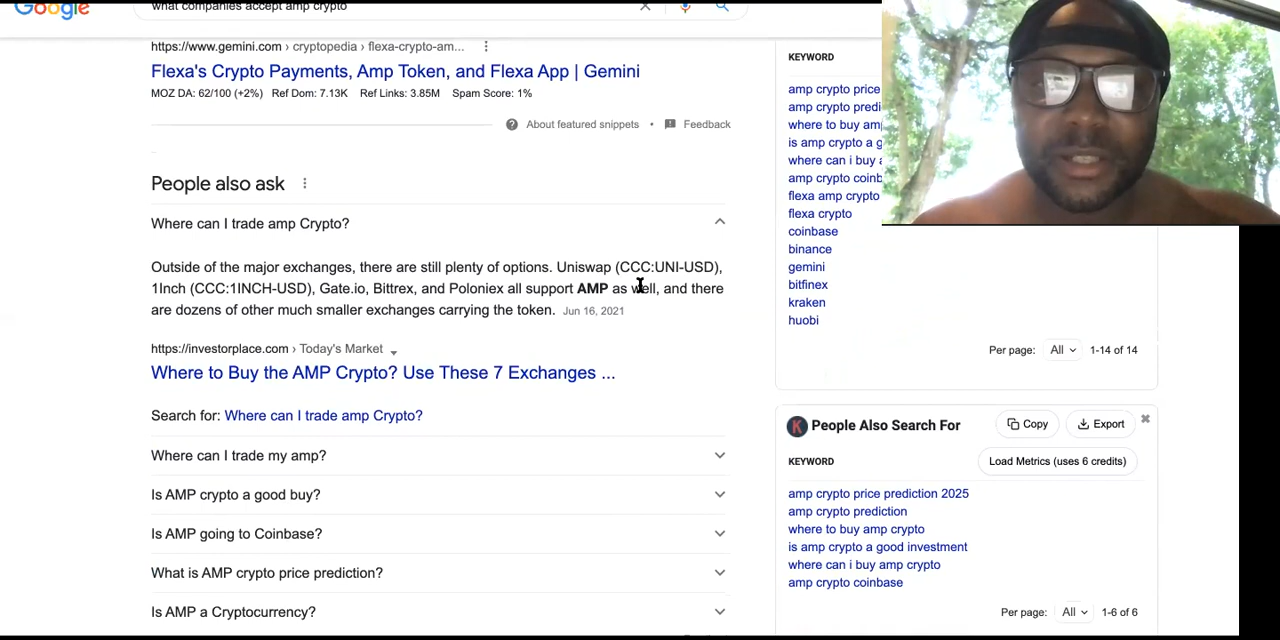 Google
what companies accept amp crypto
https://www.gemini.com › cryptopedia › flexa-crypto-am...
Flexa's Crypto Payments, Amp Token, and Flexa App | Gemini
MOZ DA: 62/100 (+2%) Ref Dom: 7.13K Ref Links: 3.85M Spam Score: 1%
About featured snippets • Feedback
People also ask
Where can I trade amp Crypto?
Outside of the major exchanges, there are still plenty of options. Uniswap (CCC:UNI-USD),
1Inch (CCC:1INCH-USD), Gate.io, Bittrex, and Poloniex all support AMP as well, and there
are dozens of other much smaller exchanges carrying the token. Jun 16, 2021
https://investorplace.com › Today's Market
Where to Buy the AMP Crypto? Use These 7 Exchanges ...
Search for: Where can I trade amp Crypto?
Where can I trade my amp?
Is AMP crypto a good buy?
Is AMP going to Coinbase?
What is AMP crypto price prediction?
Is AMP a Cryptocurrency?
KEYWORD
amp crypto price
amp crypto predi
where to buy am
is amp crypto a g
where can i buy a
amp crypto coinb
flexa amp crypto
flexa crypto
coinbase
binance
gemini
bitfinex
kraken
huobi
Per page: All 1-14 of 14
K People Also Search For Copy Export
KEYWORD Load Metrics (uses 6 credits)
amp crypto price prediction 2025
amp crypto prediction
where to buy amp crypto
is amp crypto a good investment
where can i buy amp crypto
amp crypto coinbase
Per page: All 1-6 of 6